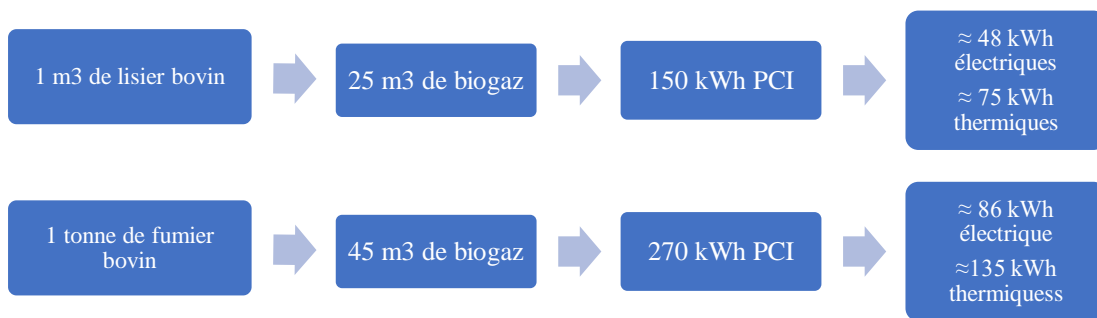 1 m3 de lisier bovin
25 m3 de biogaz
150 kWh PCI
≈ 48 kWh
électriques
≈ 75 kWh
thermiques
1 tonne de fumier
bovin
45 m3 de biogaz
270 kWh PCI
≈ 86 kWh
électrique
≈135 kWh
thermiquess